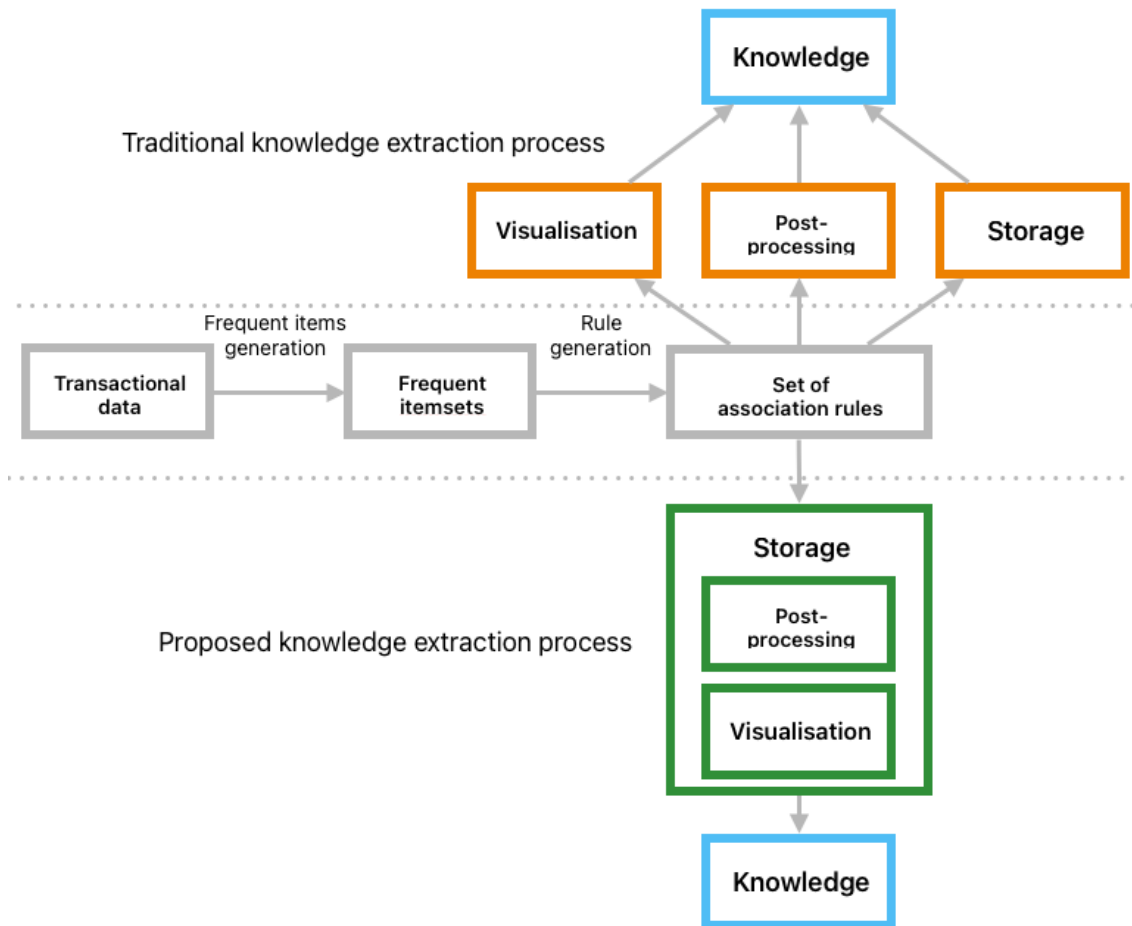 Knowledge
Traditional knowledge extraction process
Visualisation
Post-
processing
Storage
Frequent items
generation
Rule
generation
Transactional
data
Frequent
itemsets
Set of
association rules
Storage
Post-
processing
Proposed knowledge extraction process
Visualisation
Knowledge